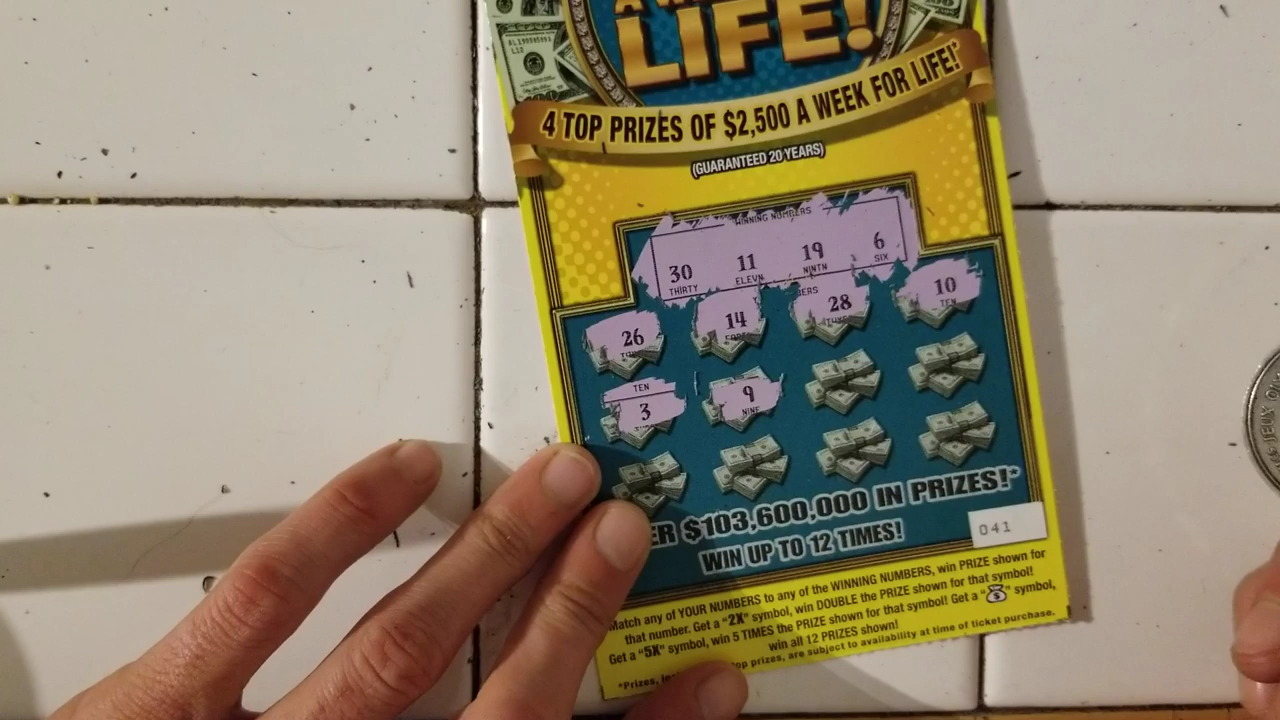 LIFE!
4 TOP PRIZES OF $2,500 A WEEK FOR LIFE!*
(GUARANTEED 20 YEARS)
WINNING NUMBERS
30 11 19 6
THIRTY ELEVN NINTN SIX
26 14 28 10
TEN
TEN
3 9
NINE
$103,600,000 IN PRIZES!*
WIN UP TO 12 TIMES!
041
Match any of YOUR NUMBERS to any of the WINNING NUMBERS, win PRIZE shown for
that number. Get a "2X" symbol, win DOUBLE the PRIZE shown for that symbol!
Get a "5X" symbol, win 5 TIMES the PRIZE shown for that symbol! Get a " " symbol,
win all 12 PRIZES shown!
*Prizes, top prizes, are subject to availability at time of ticket purchase.